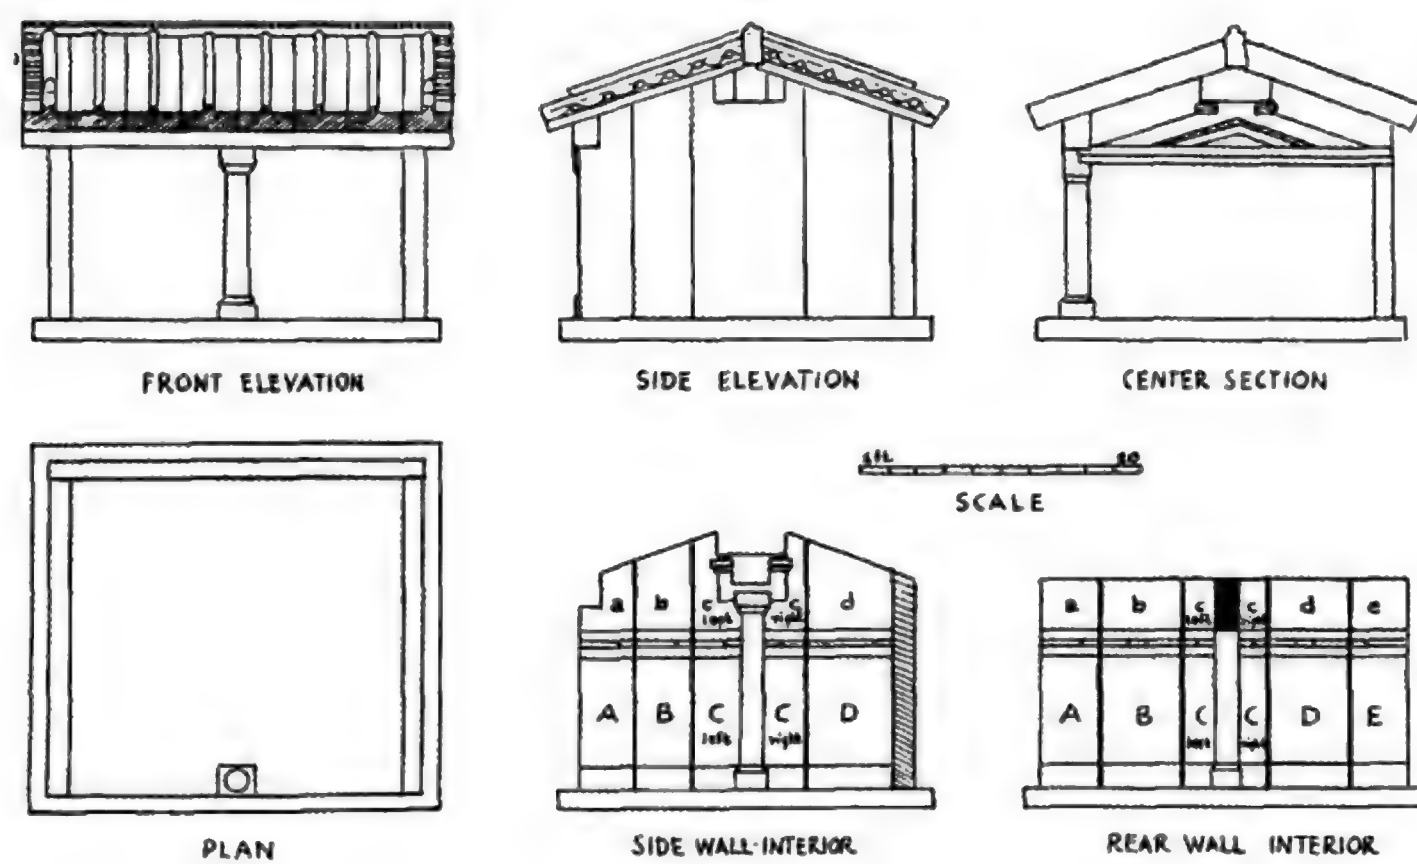 FRONT ELEVATION
SIDE ELEVATION
CENTER SECTION
SCALE
PLAN
a b c c d
left right
A B C C D
left right
SIDE WALL-INTERIOR
a b c c d e
left right
A B C C D E
left right
REAR WALL INTERIOR